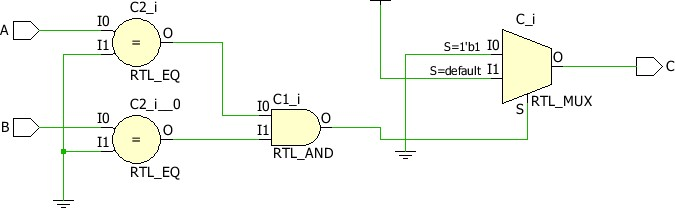 C2_i
A
I0
I1
=
O
RTL_EQ
C2_i__0
B
I0
I1
=
O
RTL_EQ
C1_i
I0
I1
O
RTL_AND
C_i
S=1'b1 I0
S=default I1
O
S
RTL_MUX
C